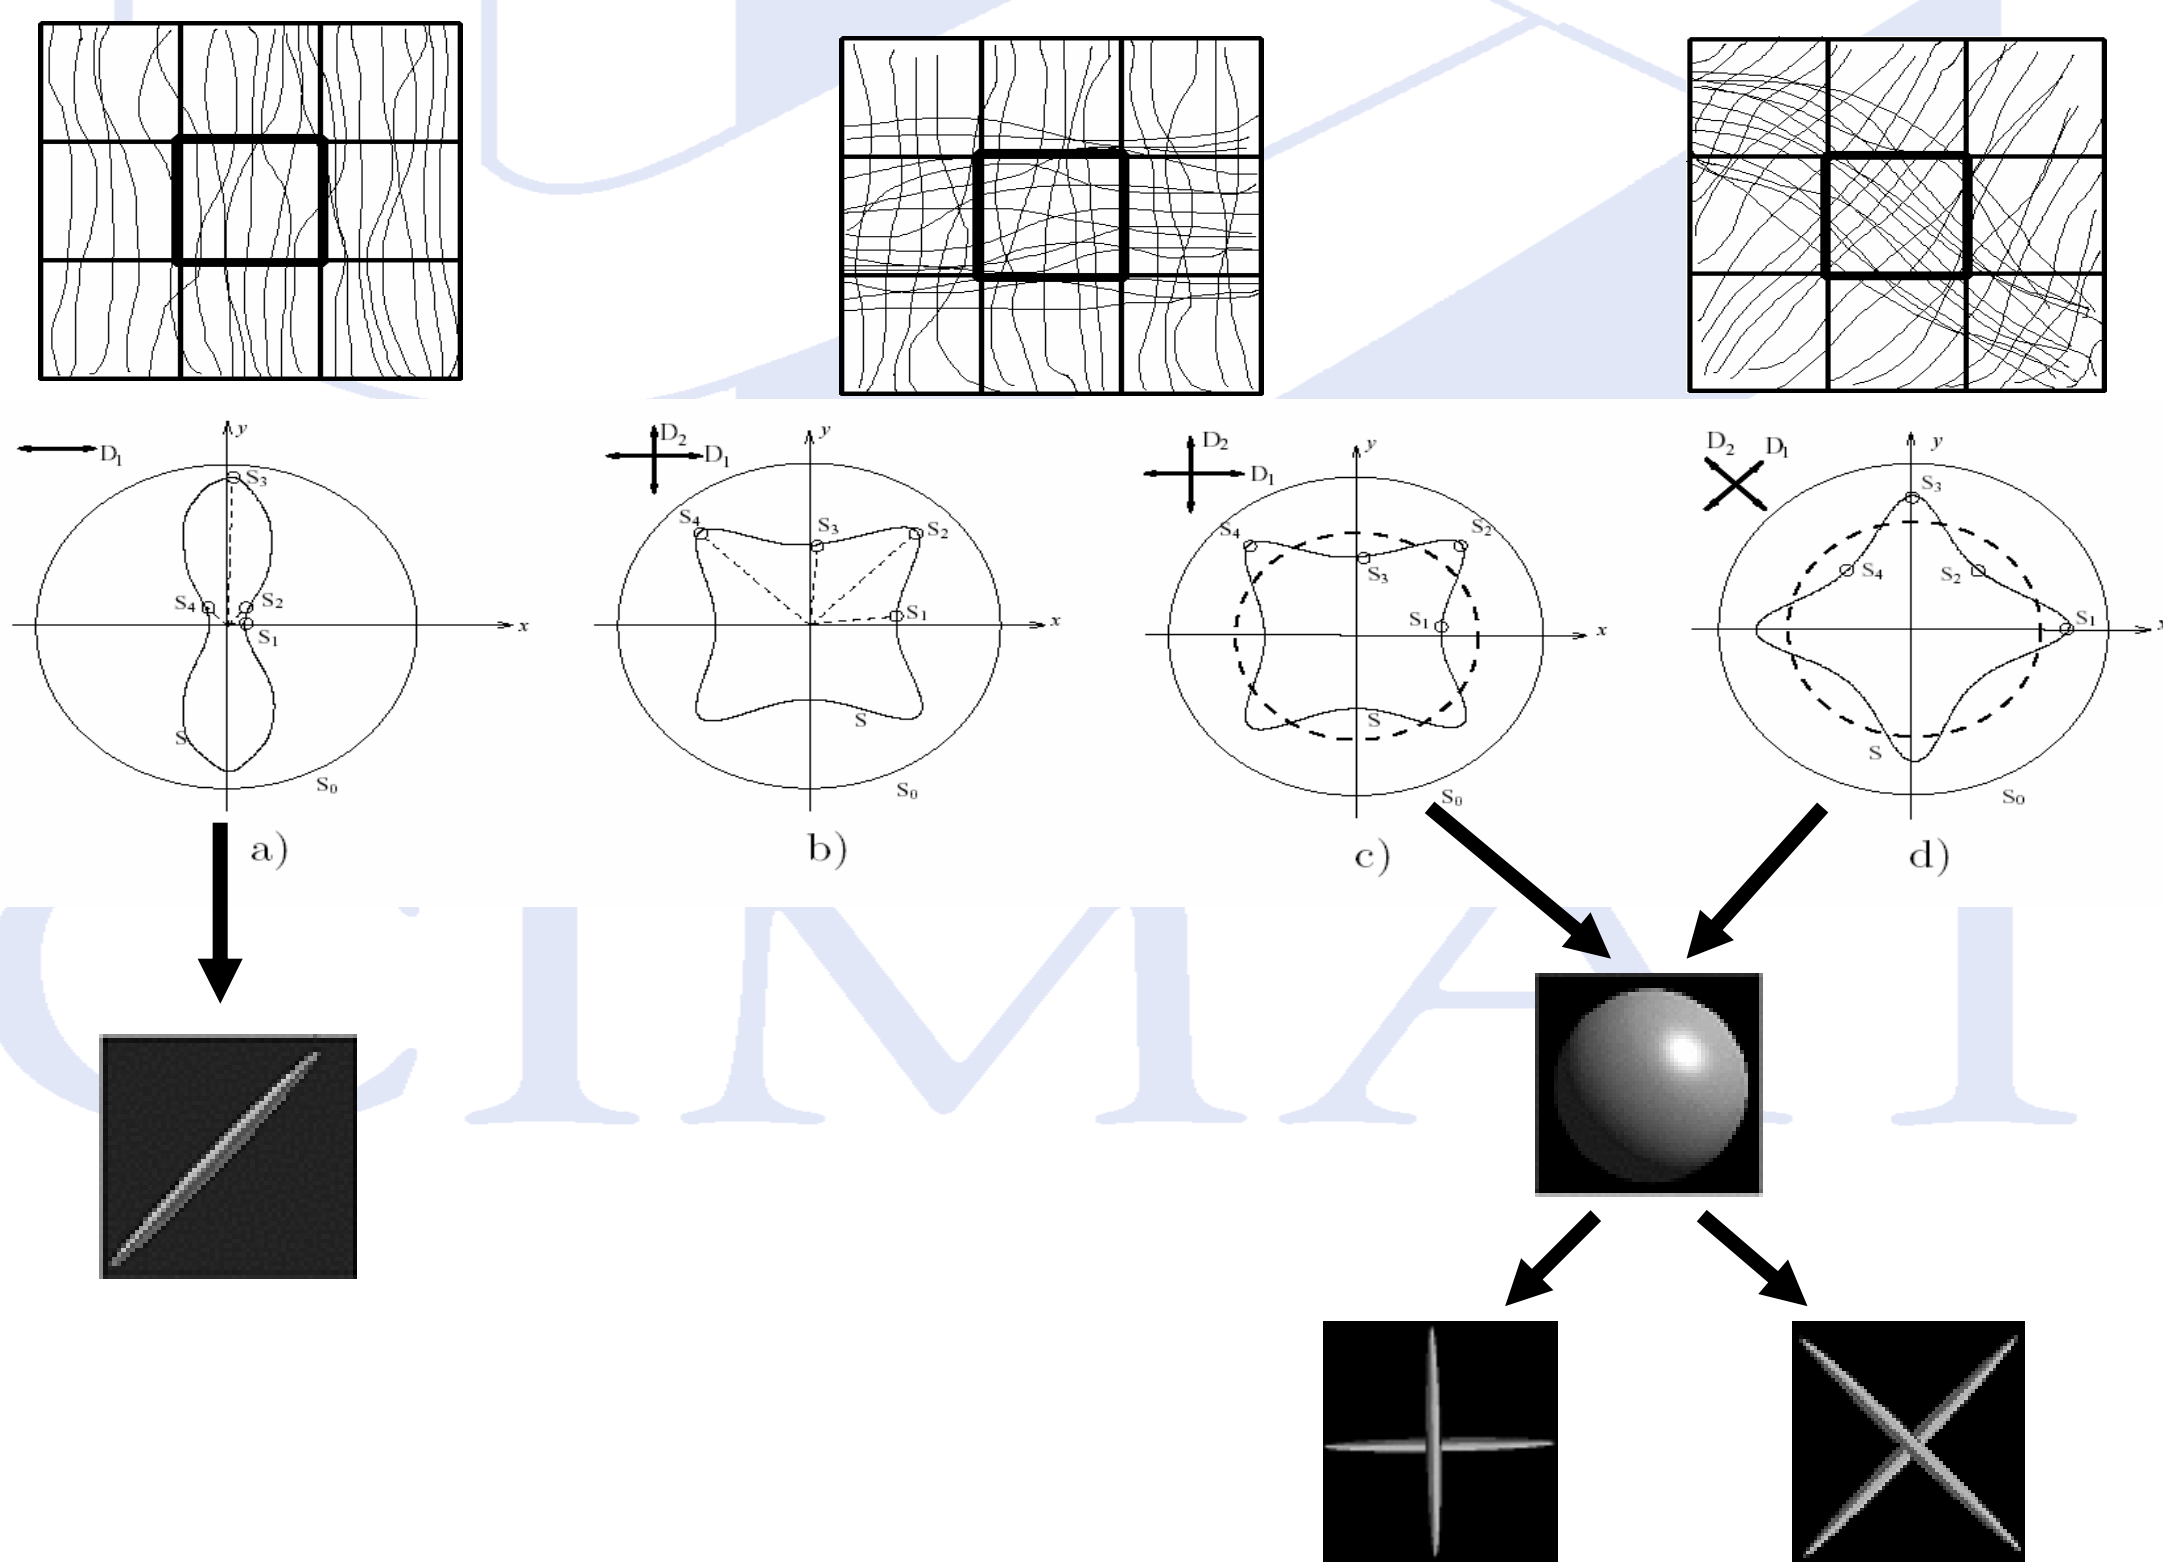 D₁
y
S₃
S₄
S₂
S₁
x
S
S₀
a)
D₂
D₁
y
S₄
S₃
S₂
S₁
x
S
S₀
b)
D₂
D₁
y
S₄
S₂
S₃
S₁
x
S
S₀
c)
D₂
D₁
y
S₃
S₄
S₂
S₁
x
S
S₀
d)
CIMAT